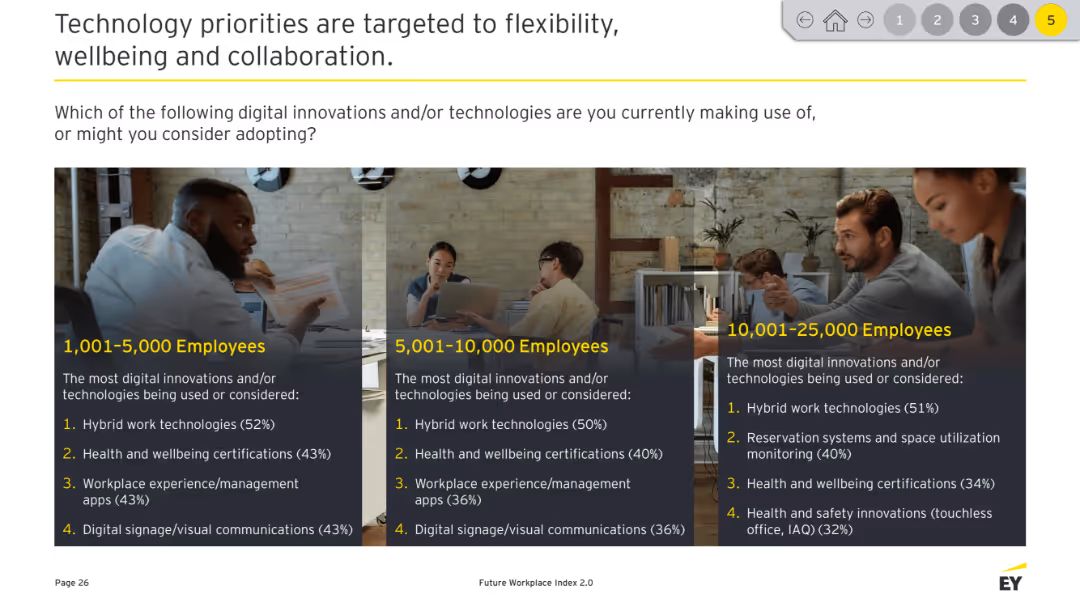 Technology priorities are targeted to flexibility,
wellbeing and collaboration.
1 2 3 4 5
Which of the following digital innovations and/or technologies are you currently making use of,
or might you consider adopting?
1,001–5,000 Employees
The most digital innovations and/or
technologies being used or considered:
1. Hybrid work technologies (52%)
2. Health and wellbeing certifications (43%)
3. Workplace experience/management
apps (43%)
4. Digital signage/visual communications (43%)
5,001–10,000 Employees
The most digital innovations and/or
technologies being used or considered:
1. Hybrid work technologies (50%)
2. Health and wellbeing certifications (40%)
3. Workplace experience/management
apps (36%)
4. Digital signage/visual communications (36%)
10,001–25,000 Employees
The most digital innovations and/or
technologies being used or considered:
1. Hybrid work technologies (51%)
2. Reservation systems and space utilization
monitoring (40%)
3. Health and wellbeing certifications (34%)
4. Health and safety innovations (touchless
office, IAQ) (32%)
Page 26
Future Workplace Index 2.0
EY